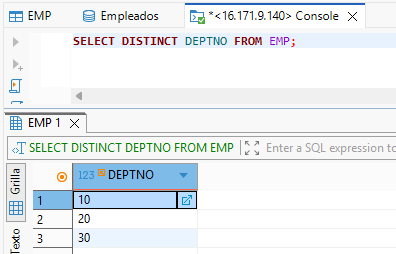 EMP Empleados *<16.171.9.140> Console
SELECT DISTINCT DEPTNO FROM EMP;
EMP 1
SELECT DISTINCT DEPTNO FROM EMP Enter a SQL expression to
Grilla
Texto
123 DEPTNO
1 10
2 20
3 30